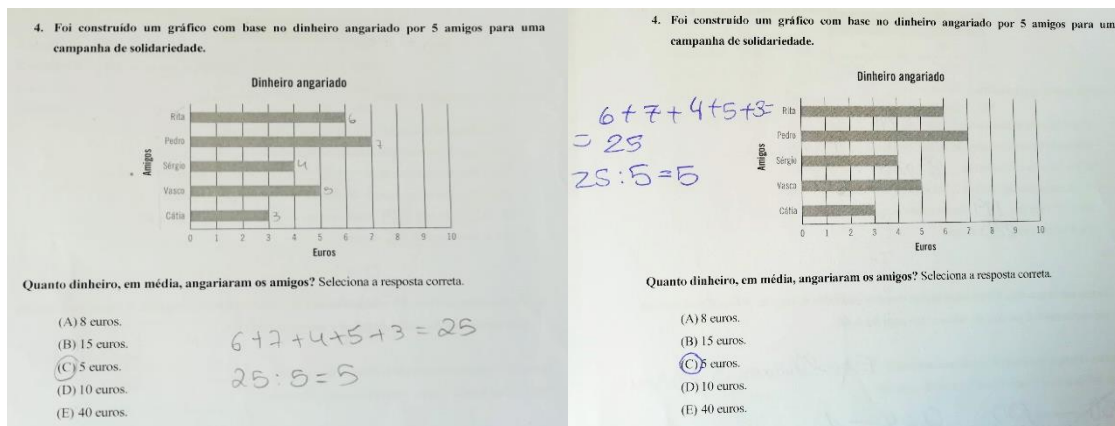 4. Foi construído um gráfico com base no dinheiro angariado por 5 amigos para uma
campanha de solidariedade.
Dinheiro angariado
Amigos
Rita 6
Pedro 7
Sérgio 4
Vasco 5
Cátia 3
0 1 2 3 4 5 6 7 8 9 10
Euros
Quanto dinheiro, em média, angariaram os amigos? Seleciona a resposta correta.
(A) 8 euros.
(B) 15 euros.
(C) 5 euros.
(D) 10 euros.
(E) 40 euros.
6+7+4+5+3=25
25:5=5
4. Foi construído um gráfico com base no dinheiro angariado por 5 amigos para um
campanha de solidariedade.
Dinheiro angariado
6+7+4+5+3=
=25
25:5=5
Amigos
Rita
Pedro
Sérgio
Vasco
Cátia
0 1 2 3 4 5 6 7 8 9 10
Euros
Quanto dinheiro, em média, angariaram os amigos? Seleciona a resposta correta.
(A) 8 euros.
(B) 15 euros.
(C) 5 euros.
(D) 10 euros.
(E) 40 euros.